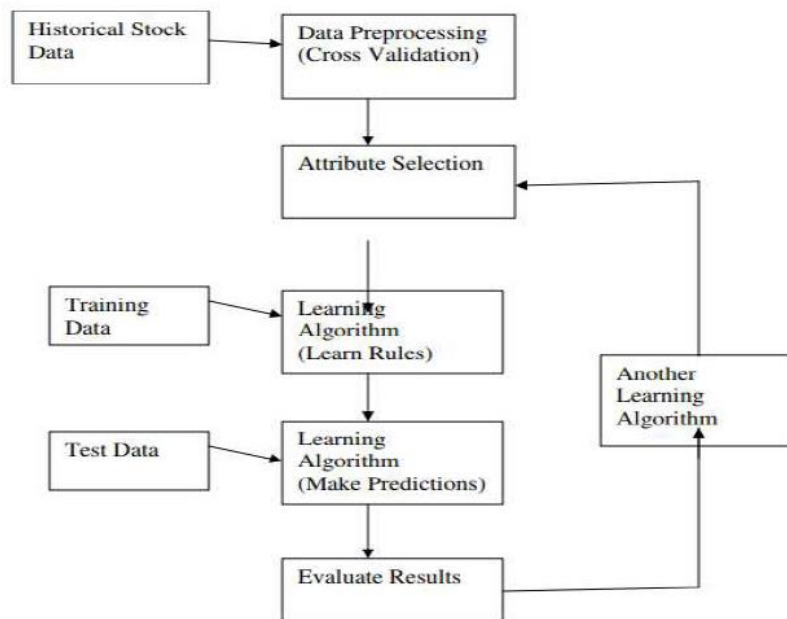 Historical Stock
Data
Data Preprocessing
(Cross Validation)
Attribute Selection
Training
Data
Learning
Algorithm
(Learn Rules)
Another
Learning
Algorithm
Test Data
Learning
Algorithm
(Make Predictions)
Evaluate Results